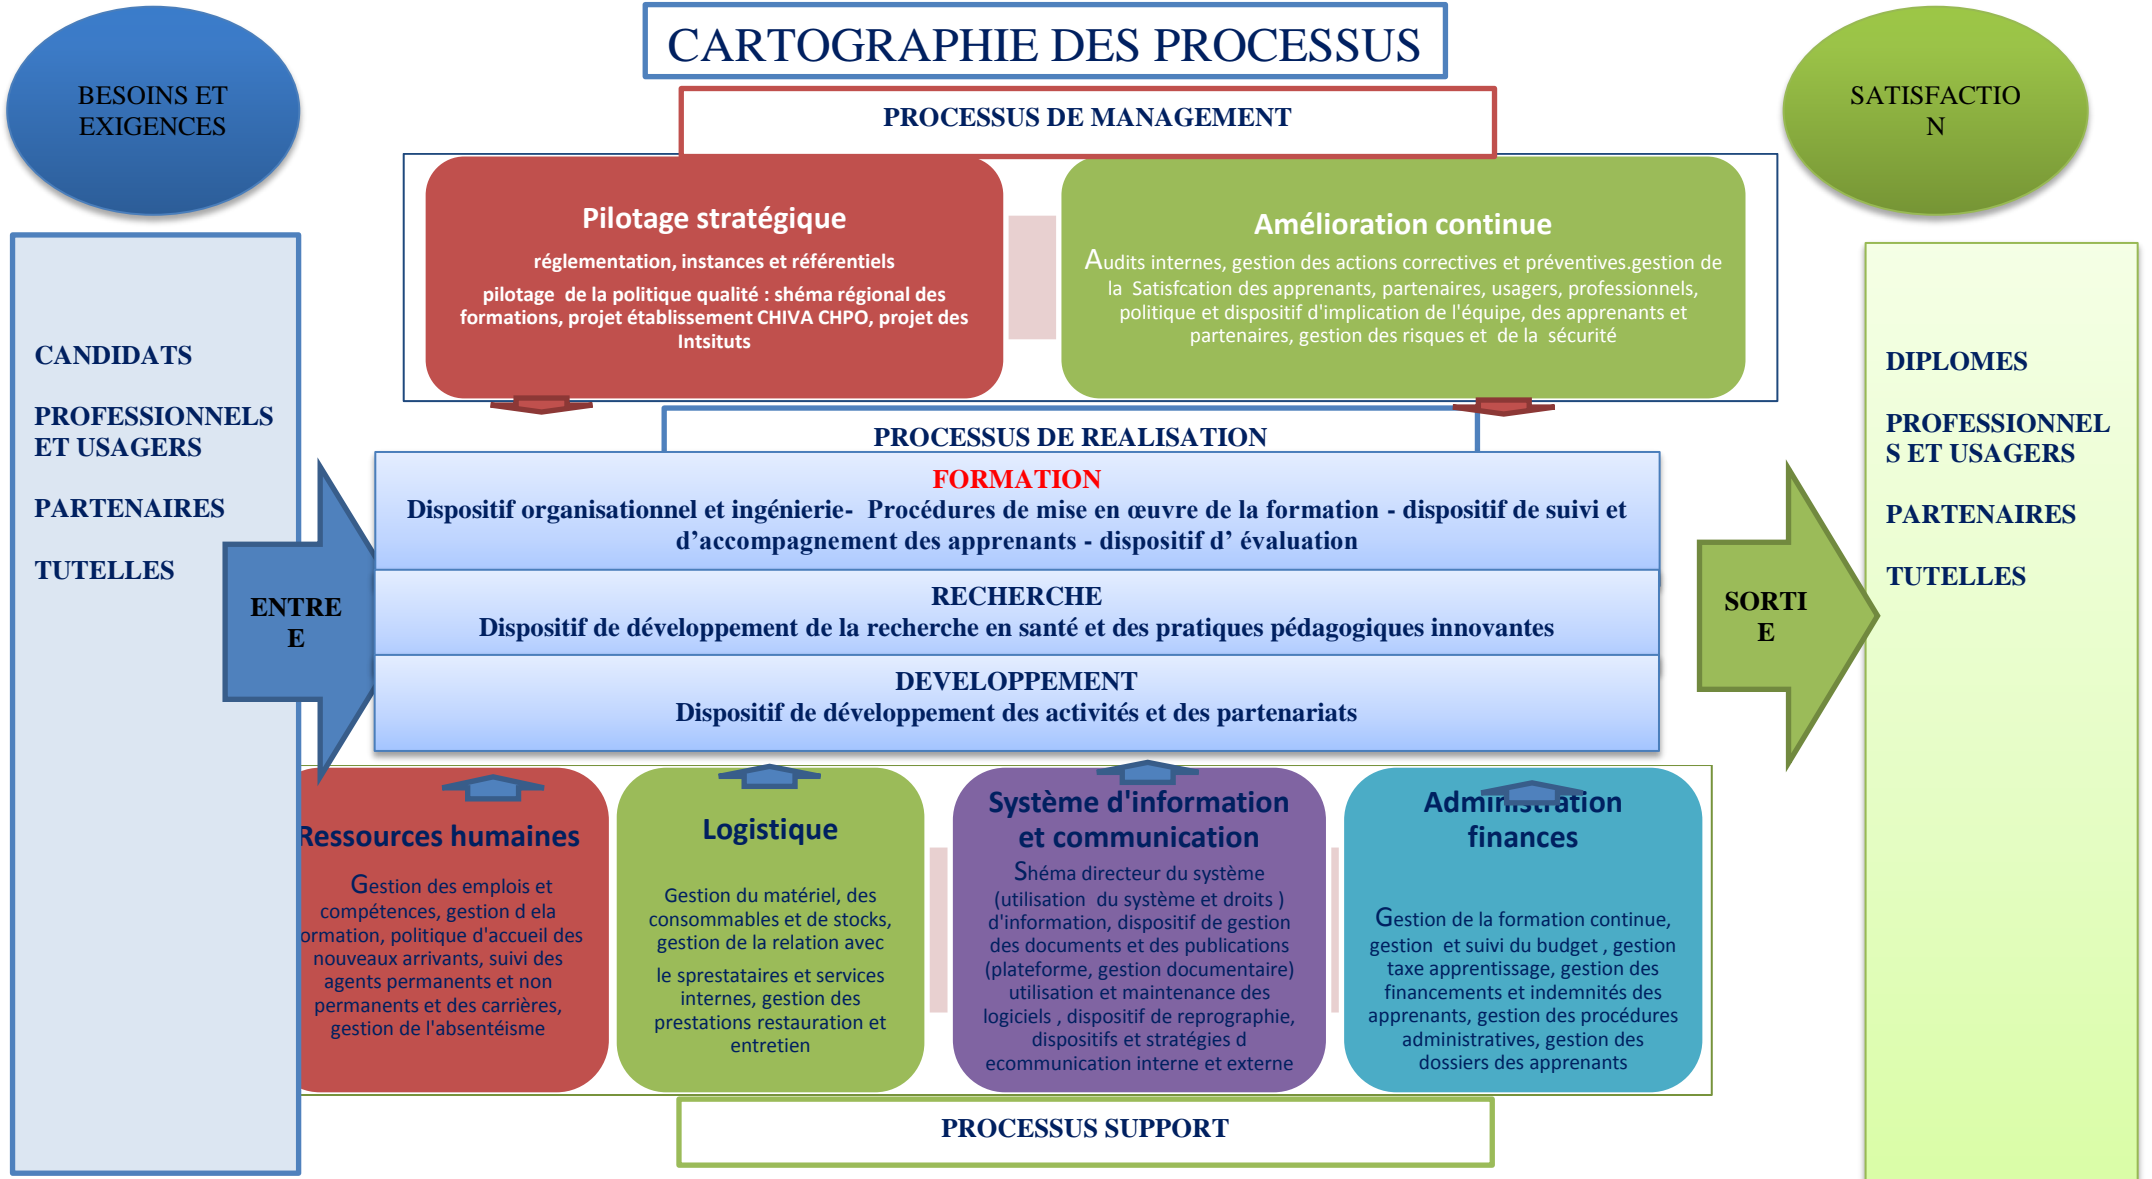 CARTOGRAPHIE DES PROCESSUS
BESOINS ET
EXIGENCES
SATISFACTIO
N
PROCESSUS DE MANAGEMENT
Pilotage stratégique
réglementation, instances et référentiels
pilotage de la politique qualité : shéma régional des
formations, projet établissement CHIVA CHPO, projet des
Intsituts
Amélioration continue
Audits internes, gestion des actions correctives et préventives.gestion de
la Satisfcation des apprenants, partenaires, usagers, professionnels,
politique et dispositif d'implication de l'équipe, des apprenants et
partenaires, gestion des risques et de la sécurité
CANDIDATS
PROFESSIONNELS
ET USAGERS
PARTENAIRES
TUTELLES
ENTRE
E
PROCESSUS DE REALISATION
FORMATION
Dispositif organisationnel et ingénierie- Procédures de mise en œuvre de la formation - dispositif de suivi et
d’accompagnement des apprenants - dispositif d’ évaluation
RECHERCHE
Dispositif de développement de la recherche en santé et des pratiques pédagogiques innovantes
DEVELOPPEMENT
Dispositif de développement des activités et des partenariats
SORTI
E
DIPLOMES
PROFESSIONNEL
S ET USAGERS
PARTENAIRES
TUTELLES
Ressources humaines
Gestion des emplois et
compétences, gestion d ela
ormation, politique d'accueil des
nouveaux arrivants, suivi des
agents permanents et non
permanents et des carrières,
gestion de l'absentéisme
Logistique
Gestion du matériel, des
consommables et de stocks,
gestion de la relation avec
le sprestataires et services
internes, gestion des
prestations restauration et
entretien
Système d'information
et communication
Shéma directeur du système
(utilisation du système et droits )
d'information, dispositif de gestion
des documents et des publications
(plateforme, gestion documentaire)
utilisation et maintenance des
logiciels , dispositif de reprographie,
dispositifs et stratégies d
ecommunication interne et externe
Administration
finances
Gestion de la formation continue,
gestion et suivi du budget , gestion
taxe apprentissage, gestion des
financements et indemnités des
apprenants, gestion des procédures
administratives, gestion des
dossiers des apprenants
PROCESSUS SUPPORT